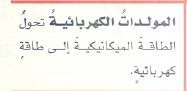 المولدات الكهربائية تحول
الطاقة الميكانيكية إلى طاقةٍ
كهربائيةٍ.